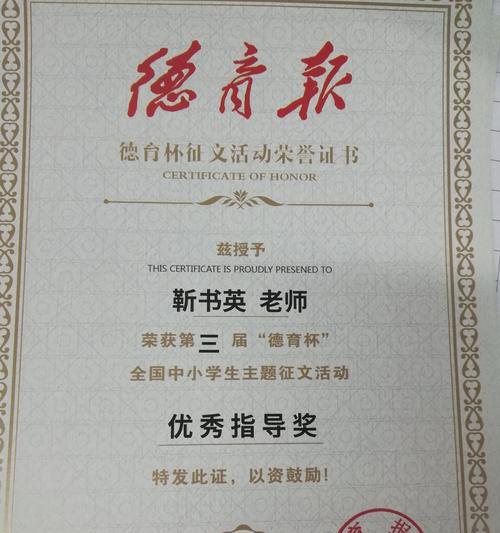 德育报
德育杯征文活动荣誉证书
CERTIFICATE OF HONOR
兹授予
THIS CERTIFICATE IS PROUDLY PRESENED TO
靳书英 老师
荣获第三届“德育杯”
全国中小学生主题征文活动
优秀指导奖
特发此证，以资鼓励！
育报